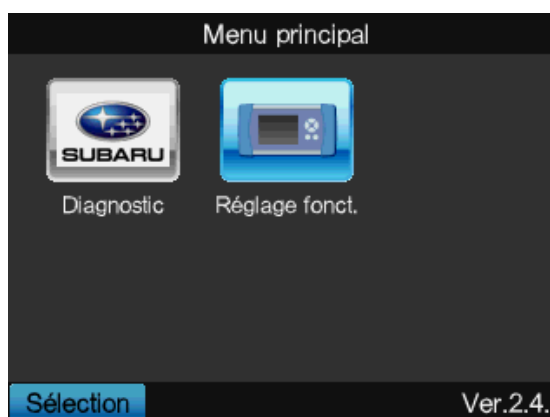 Menu principal
SUBARU
Diagnostic
Réglage fonct.
Sélection
Ver.2.4.